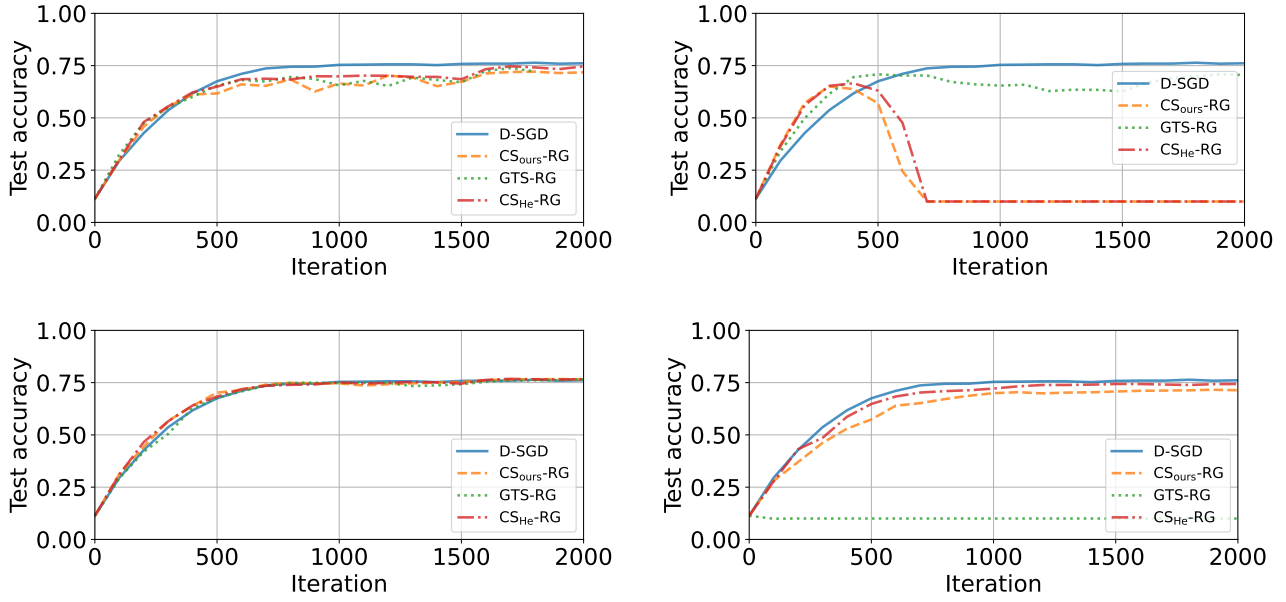 1.00
0.75
0.50
0.25
0.00
Test accuracy
D-SGD
CSours-RG
GTS-RG
CSHe-RG
0 500 1000 1500 2000
Iteration
1.00
0.75
0.50
0.25
0.00
Test accuracy
D-SGD
CSours-RG
GTS-RG
CSHe-RG
0 500 1000 1500 2000
Iteration
1.00
0.75
0.50
0.25
0.00
Test accuracy
D-SGD
CSours-RG
GTS-RG
CSHe-RG
0 500 1000 1500 2000
Iteration
1.00
0.75
0.50
0.25
0.00
Test accuracy
D-SGD
CSours-RG
GTS-RG
CSHe-RG
0 500 1000 1500 2000
Iteration